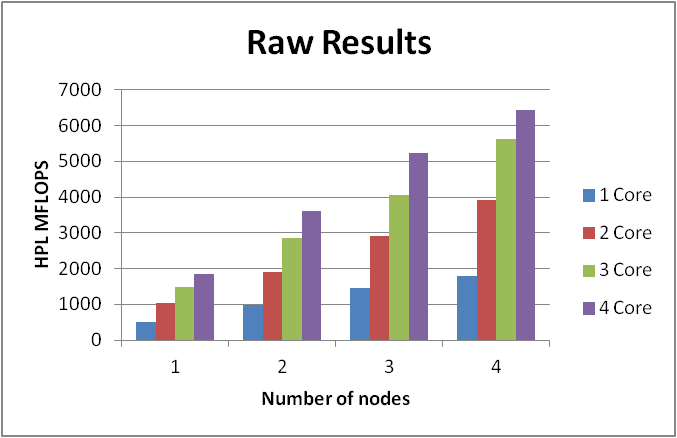 Raw Results
7000
6000
5000
4000
3000
2000
1000
0
HPL MFLOPS
1 2 3 4
Number of nodes
1 Core
2 Core
3 Core
4 Core